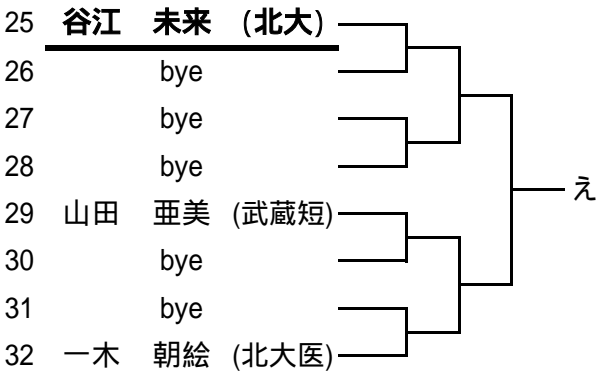 25 谷江 未来 (北大)
26 bye
27 bye
28 bye
え
29 山田 亜美 (武蔵短)
30 bye
31 bye
32 一木 朝絵 (北大医)